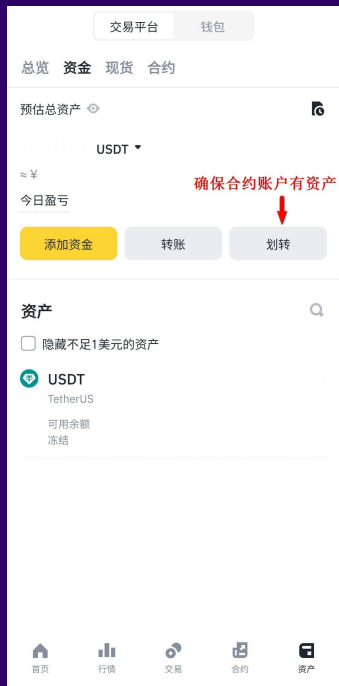 交易平台 钱包
总览 资金 现货 合约
预估总资产
USDT
≈ ¥
确保合约账户有资产
今日盈亏
添加资金 转账 划转
资产
隐藏不足1美元的资产
USDT
TetherUS
可用余额
冻结
首页 行情 交易 合约 资产